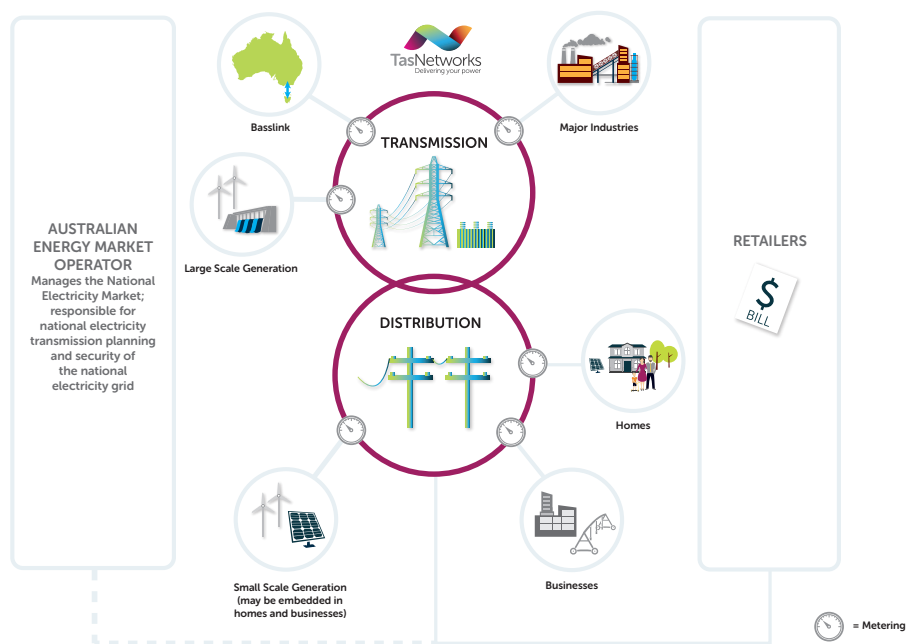 TasNetworks
Delivering your power
Basslink
Major Industries
TRANSMISSION
Large Scale Generation
AUSTRALIAN
ENERGY MARKET
OPERATOR
Manages the National
Electricity Market;
responsible for
national electricity
transmission planning
and security of
the national
electricity grid
RETAILERS
$
BILL
DISTRIBUTION
Homes
Small Scale Generation
(may be embedded in
homes and businesses)
Businesses
= Metering